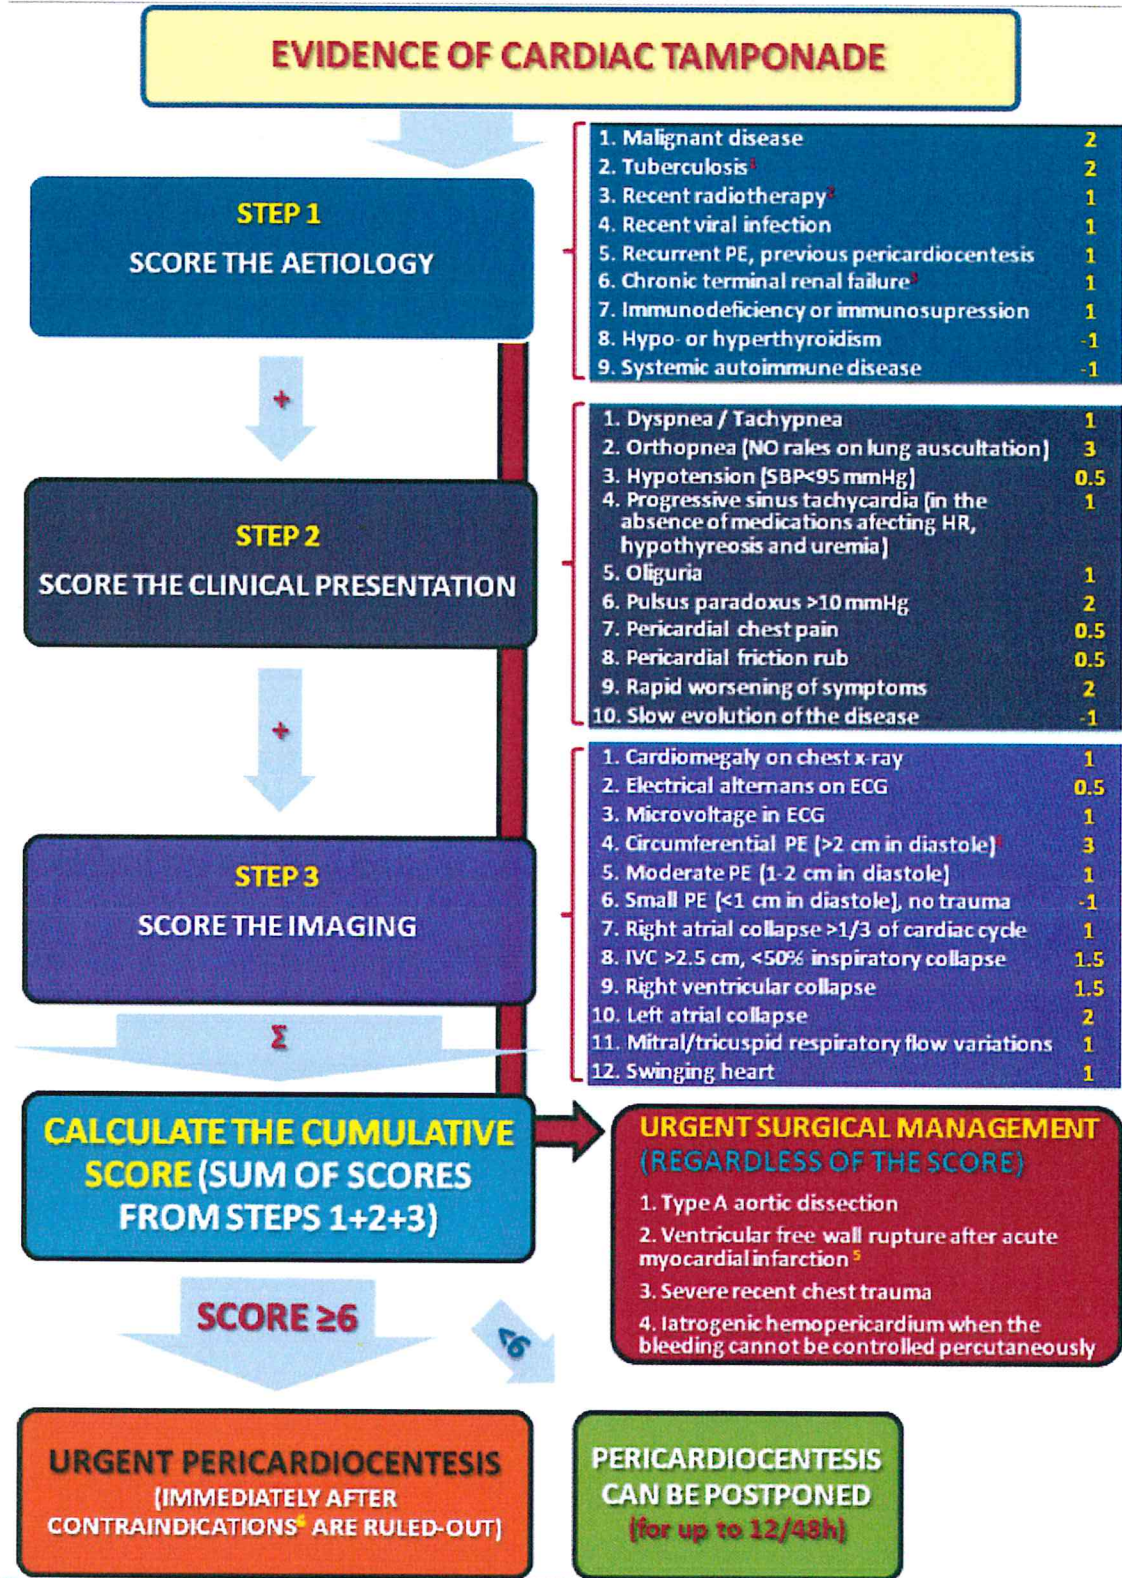 EVIDENCE OF CARDIAC TAMPONADE
STEP 1
SCORE THE AETIOLOGY
1. Malignant disease 2
2. Tuberculosis¹ 2
3. Recent radiotherapy² 1
4. Recent viral infection 1
5. Recurrent PE, previous pericardiocentesis 1
6. Chronic terminal renal failure³ 1
7. Immunodeficiency or immunosupression 1
8. Hypo- or hyperthyroidism -1
9. Systemic autoimmune disease -1
+
STEP 2
SCORE THE CLINICAL PRESENTATION
1. Dyspnea / Tachypnea 1
2. Orthopnea (NO rales on lung auscultation) 3
3. Hypotension (SBP<95 mmHg) 0.5
4. Progressive sinus tachycardia (in the 1
absence of medications afecting HR,
hypothyreosis and uremia)
5. Oliguria 1
6. Pulsus paradoxus >10 mmHg 2
7. Pericardial chest pain 0.5
8. Pericardial friction rub 0.5
9. Rapid worsening of symptoms 2
10. Slow evolution of the disease -1
+
STEP 3
SCORE THE IMAGING
1. Cardiomegaly on chest x-ray 1
2. Electrical alternans on ECG 0.5
3. Microvoltage in ECG 1
4. Circumferential PE (>2 cm in diastole)⁴ 3
5. Moderate PE (1-2 cm in diastole) 1
6. Small PE (<1 cm in diastole), no trauma -1
7. Right atrial collapse >1/3 of cardiac cycle 1
8. IVC >2.5 cm, <50% inspiratory collapse 1.5
9. Right ventricular collapse 1.5
10. Left atrial collapse 2
11. Mitral/tricuspid respiratory flow variations 1
12. Swinging heart 1
Σ
CALCULATE THE CUMULATIVE
SCORE (SUM OF SCORES
FROM STEPS 1+2+3)
URGENT SURGICAL MANAGEMENT
(REGARDLESS OF THE SCORE)
1. Type A aortic dissection
2. Ventricular free wall rupture after acute
myocardial infarction ⁵
3. Severe recent chest trauma
4. Iatrogenic hemopericardium when the
bleeding cannot be controlled percutaneously
SCORE ≥6
<6
URGENT PERICARDIOCENTESIS
(IMMEDIATELY AFTER
CONTRAINDICATIONS⁶ ARE RULED-OUT)
PERICARDIOCENTESIS
CAN BE POSTPONED
(for up to 12/48h)